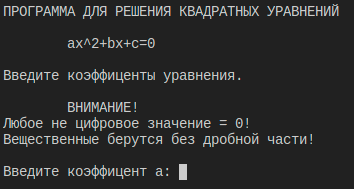 ПРОГРАММА ДЛЯ РЕШЕНИЯ КВАДРАТНЫХ УРАВНЕНИЙ
ax^2+bx+c=0
Введите коэффиценты уравнения.
ВНИМАНИЕ!
Любое не цифровое значение = 0!
Вещественные берутся без дробной части!
Введите коэффицент a: